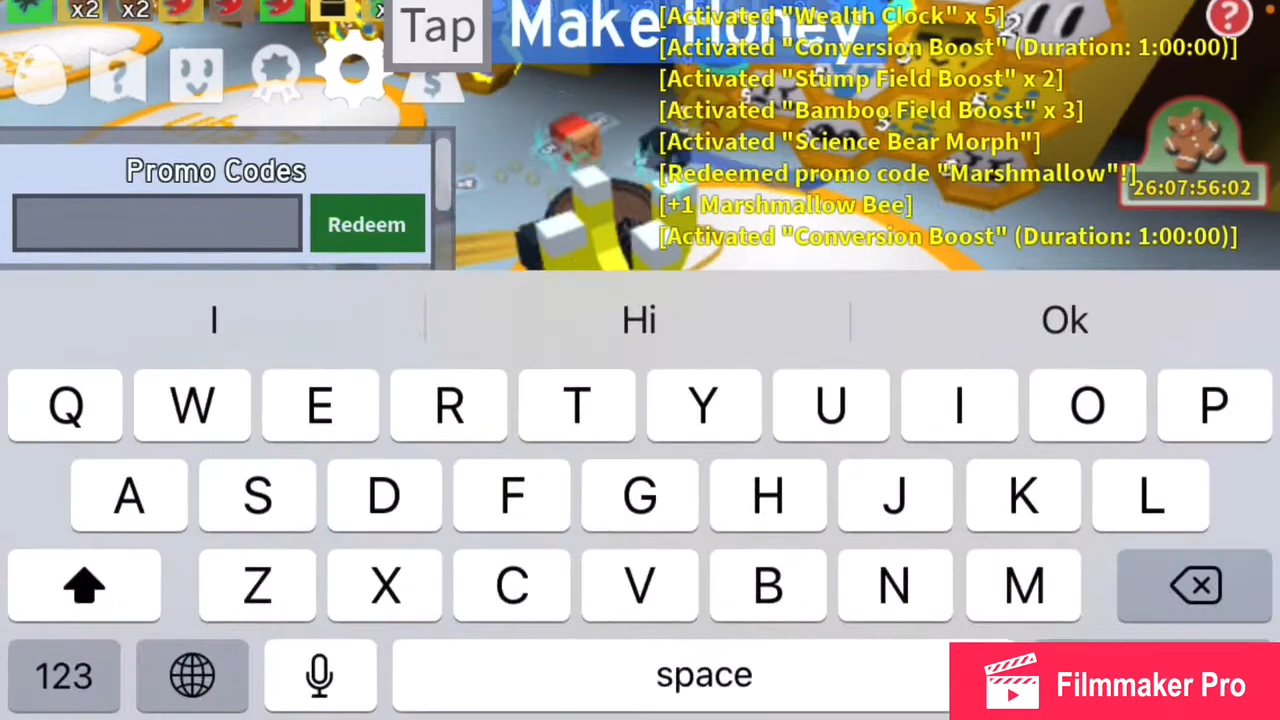 x2 x2
Tap Make Honey
[Activated "Wealth Clock" x 5]
[Activated "Conversion Boost" (Duration: 1:00:00)]
[Activated "Stump Field Boost" x 2]
[Activated "Bamboo Field Boost" x 3]
[Activated "Science Bear Morph"]
[Redeemed promo code "Marshmallow"!]
[+1 Marshmallow Bee]
[Activated "Conversion Boost" (Duration: 1:00:00)]
26:07:56:02
Promo Codes
Redeem
I Hi Ok
Q W E R T Y U I O P
A S D F G H J K L
Z X C V B N M
123 space
Filmmaker Pro